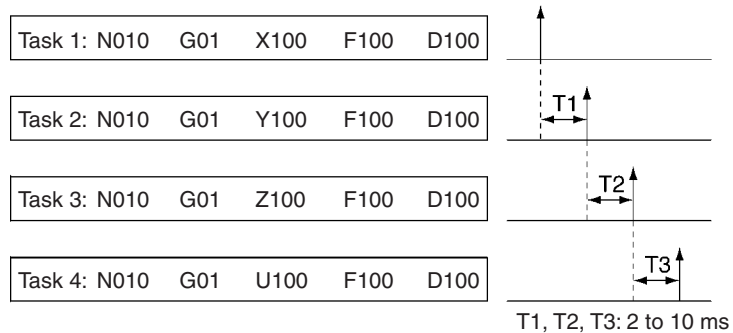 Task 1: N010 G01 X100 F100 D100
T1
Task 2: N010 G01 Y100 F100 D100
T2
Task 3: N010 G01 Z100 F100 D100
T3
Task 4: N010 G01 U100 F100 D100
T1, T2, T3: 2 to 10 ms